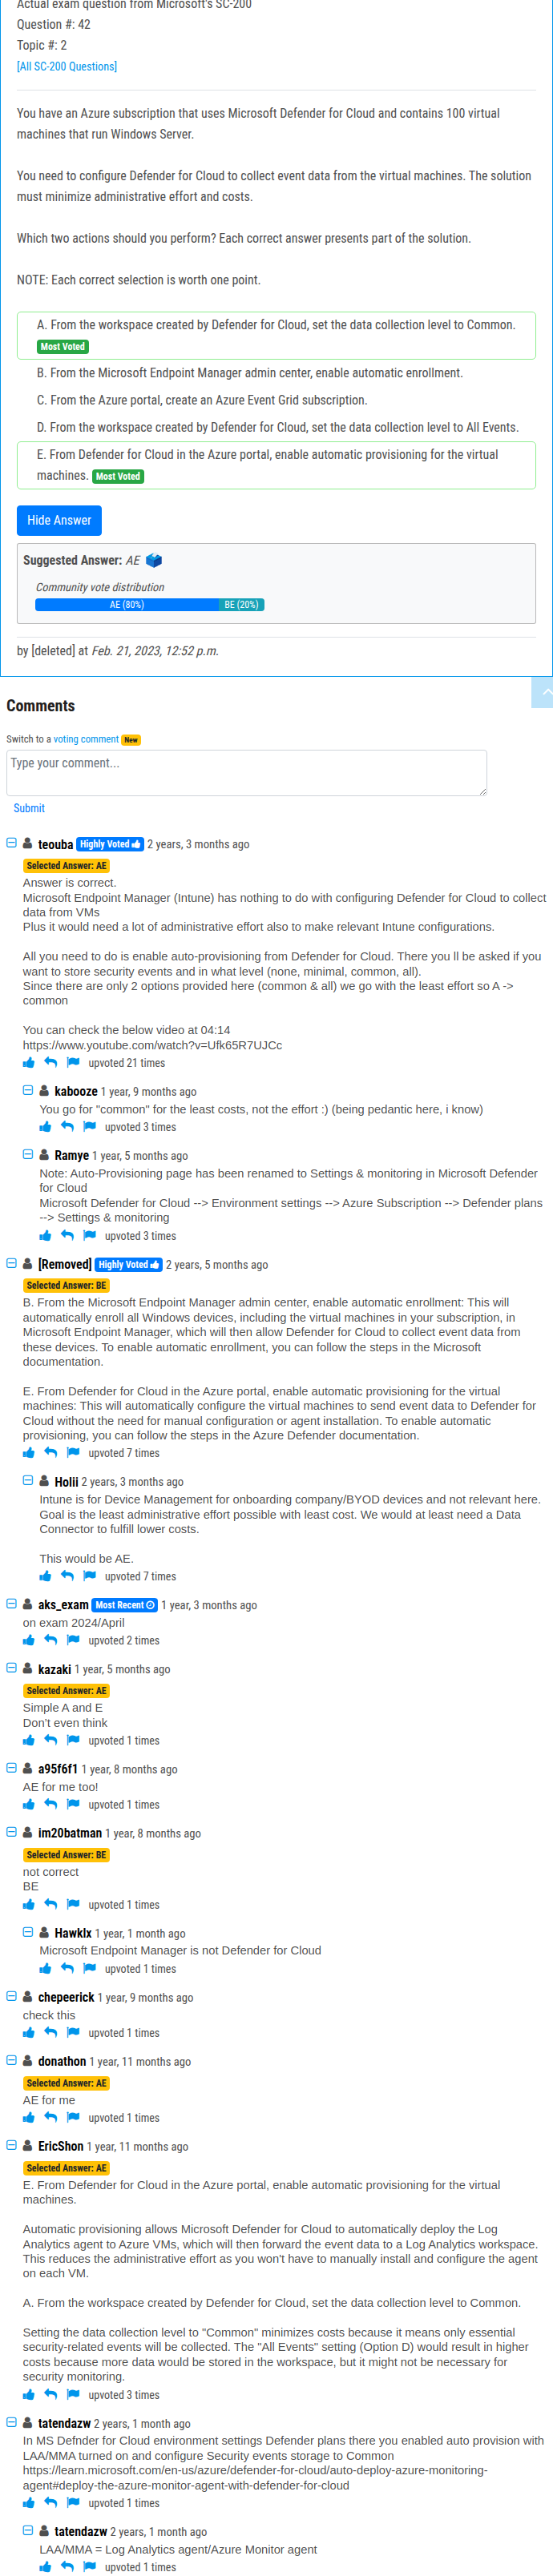 Actual exam question from Microsoft's SC-200
Question #: 42
Topic #: 2
[All SC-200 Questions]
You have an Azure subscription that uses Microsoft Defender for Cloud and contains 100 virtual
machines that run Windows Server.
You need to configure Defender for Cloud to collect event data from the virtual machines. The solution
must minimize administrative effort and costs.
Which two actions should you perform? Each correct answer presents part of the solution.
NOTE: Each correct selection is worth one point.
A. From the workspace created by Defender for Cloud, set the data collection level to Common.
Most Voted
B. From the Microsoft Endpoint Manager admin center, enable automatic enrollment.
C. From the Azure portal, create an Azure Event Grid subscription.
D. From the workspace created by Defender for Cloud, set the data collection level to All Events.
E. From Defender for Cloud in the Azure portal, enable automatic provisioning for the virtual
machines. Most Voted
Hide Answer
Suggested Answer: AE
Community vote distribution
AE (80%) BE (20%)
by [deleted] at Feb. 21, 2023, 12:52 p.m.
Comments
Switch to a voting comment New
Type your comment...
Submit
teouba Highly Voted 2 years, 3 months ago
Selected Answer: AE
Answer is correct.
Microsoft Endpoint Manager (Intune) has nothing to do with configuring Defender for Cloud to collect
data from VMs
Plus it would need a lot of administrative effort also to make relevant Intune configurations.
All you need to do is enable auto-provisioning from Defender for Cloud. There you ll be asked if you
want to store security events and in what level (none, minimal, common, all).
Since there are only 2 options provided here (common & all) we go with the least effort so A ->
common
You can check the below video at 04:14
https://www.youtube.com/watch?v=Ufk65R7UJCc
upvoted 21 times
kabooze 1 year, 9 months ago
You go for "common" for the least costs, not the effort :) (being pedantic here, i know)
upvoted 3 times
Ramye 1 year, 5 months ago
Note: Auto-Provisioning page has been renamed to Settings & monitoring in Microsoft Defender
for Cloud
Microsoft Defender for Cloud --> Environment settings --> Azure Subscription --> Defender plans
--> Settings & monitoring
upvoted 3 times
[Removed] Highly Voted 2 years, 5 months ago
Selected Answer: BE
B. From the Microsoft Endpoint Manager admin center, enable automatic enrollment: This will
automatically enroll all Windows devices, including the virtual machines in your subscription, in
Microsoft Endpoint Manager, which will then allow Defender for Cloud to collect event data from
these devices. To enable automatic enrollment, you can follow the steps in the Microsoft
documentation.
E. From Defender for Cloud in the Azure portal, enable automatic provisioning for the virtual
machines: This will automatically configure the virtual machines to send event data to Defender for
Cloud without the need for manual configuration or agent installation. To enable automatic
provisioning, you can follow the steps in the Azure Defender documentation.
upvoted 7 times
Holii 2 years, 3 months ago
Intune is for Device Management for onboarding company/BYOD devices and not relevant here.
Goal is the least administrative effort possible with least cost. We would at least need a Data
Connector to fulfill lower costs.
This would be AE.
upvoted 7 times
aks_exam Most Recent 1 year, 3 months ago
on exam 2024/April
upvoted 2 times
kazaki 1 year, 5 months ago
Selected Answer: AE
Simple A and E
Don't even think
upvoted 1 times
a95f6f1 1 year, 8 months ago
AE for me too!
upvoted 1 times
im20batman 1 year, 8 months ago
Selected Answer: BE
not correct
BE
upvoted 1 times
Hawklx 1 year, 1 month ago
Microsoft Endpoint Manager is not Defender for Cloud
upvoted 1 times
chepeerick 1 year, 9 months ago
check this
upvoted 1 times
donathon 1 year, 11 months ago
Selected Answer: AE
AE for me
upvoted 1 times
EricShon 1 year, 11 months ago
Selected Answer: AE
E. From Defender for Cloud in the Azure portal, enable automatic provisioning for the virtual
machines.
Automatic provisioning allows Microsoft Defender for Cloud to automatically deploy the Log
Analytics agent to Azure VMs, which will then forward the event data to a Log Analytics workspace.
This reduces the administrative effort as you won't have to manually install and configure the agent
on each VM.
A. From the workspace created by Defender for Cloud, set the data collection level to Common.
Setting the data collection level to "Common" minimizes costs because it means only essential
security-related events will be collected. The "All Events" setting (Option D) would result in higher
costs because more data would be stored in the workspace, but it might not be necessary for
security monitoring.
upvoted 3 times
tatendazw 2 years, 1 month ago
In MS Defnder for Cloud environment settings Defender plans there you enabled auto provision with
LAA/MMA turned on and configure Security events storage to Common
https://learn.microsoft.com/en-us/azure/defender-for-cloud/auto-deploy-azure-monitoring-
agent#deploy-the-azure-monitor-agent-with-defender-for-cloud
upvoted 1 times
tatendazw 2 years, 1 month ago
LAA/MMA = Log Analytics agent/Azure Monitor agent
upvoted 1 times